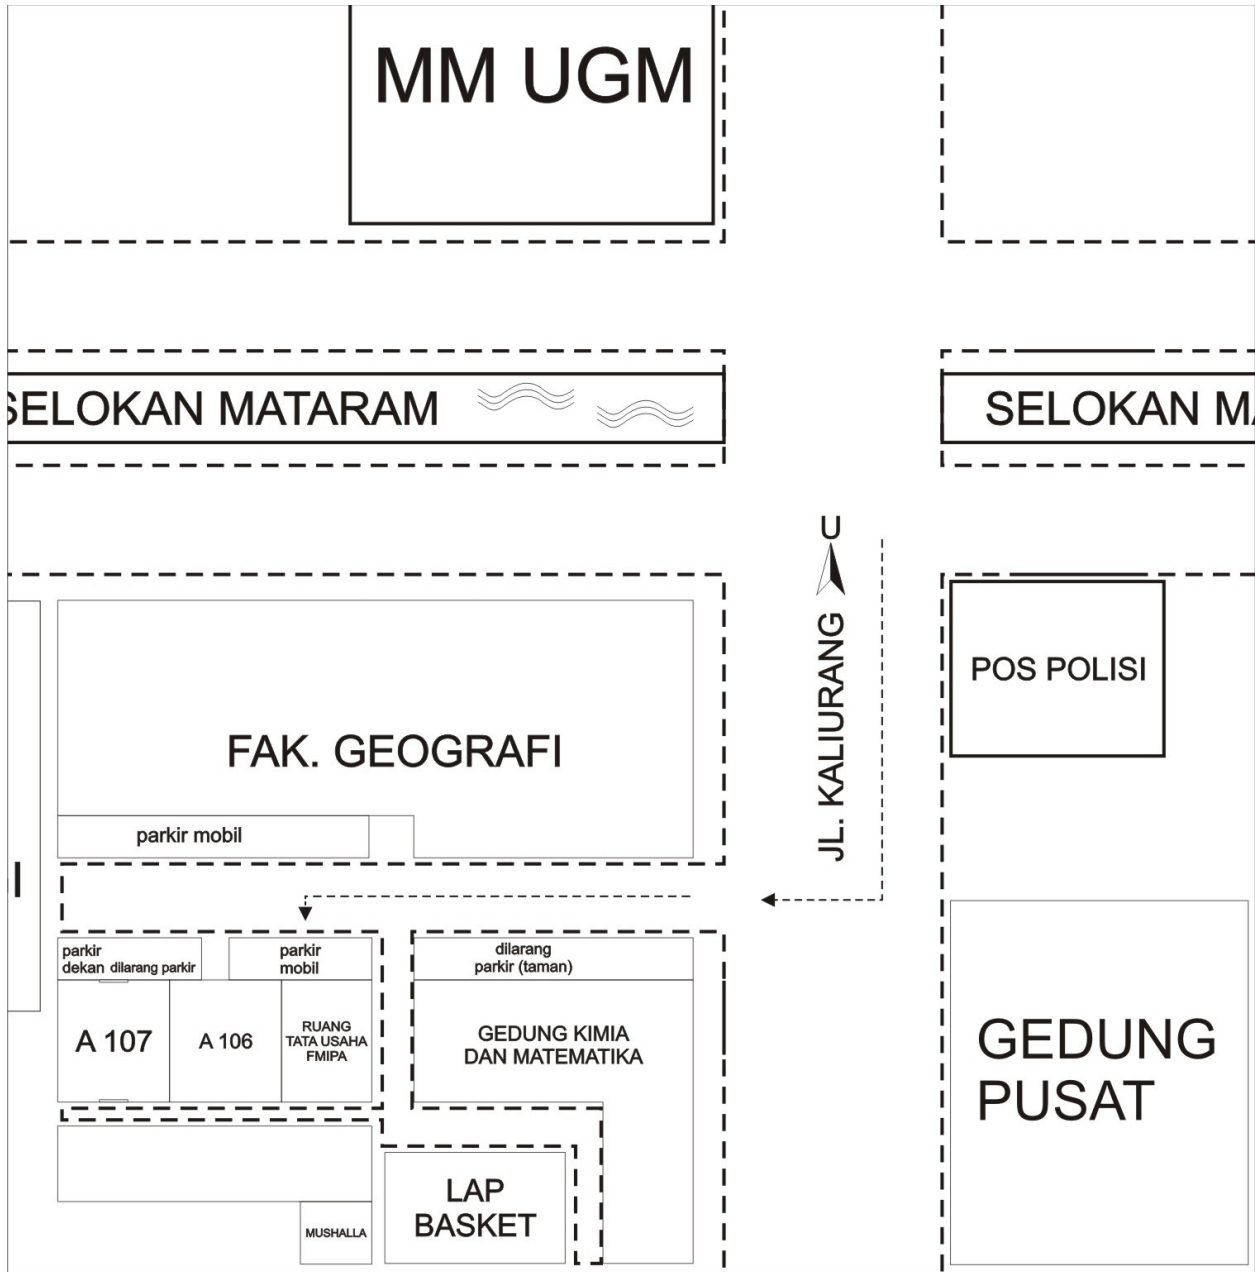 MM UGM
SELOKAN MATARAM
SELOKAN MA
U
JL. KALIURANG
POS POLISI
FAK. GEOGRAFI
parkir mobil
parkir
dekan dilarang parkir
parkir
mobil
dilarang
parkir (taman)
A 107
A 106
RUANG
TATA USAHA
FMIPA
GEDUNG KIMIA
DAN MATEMATIKA
GEDUNG
PUSAT
LAP
BASKET
MUSHALLA